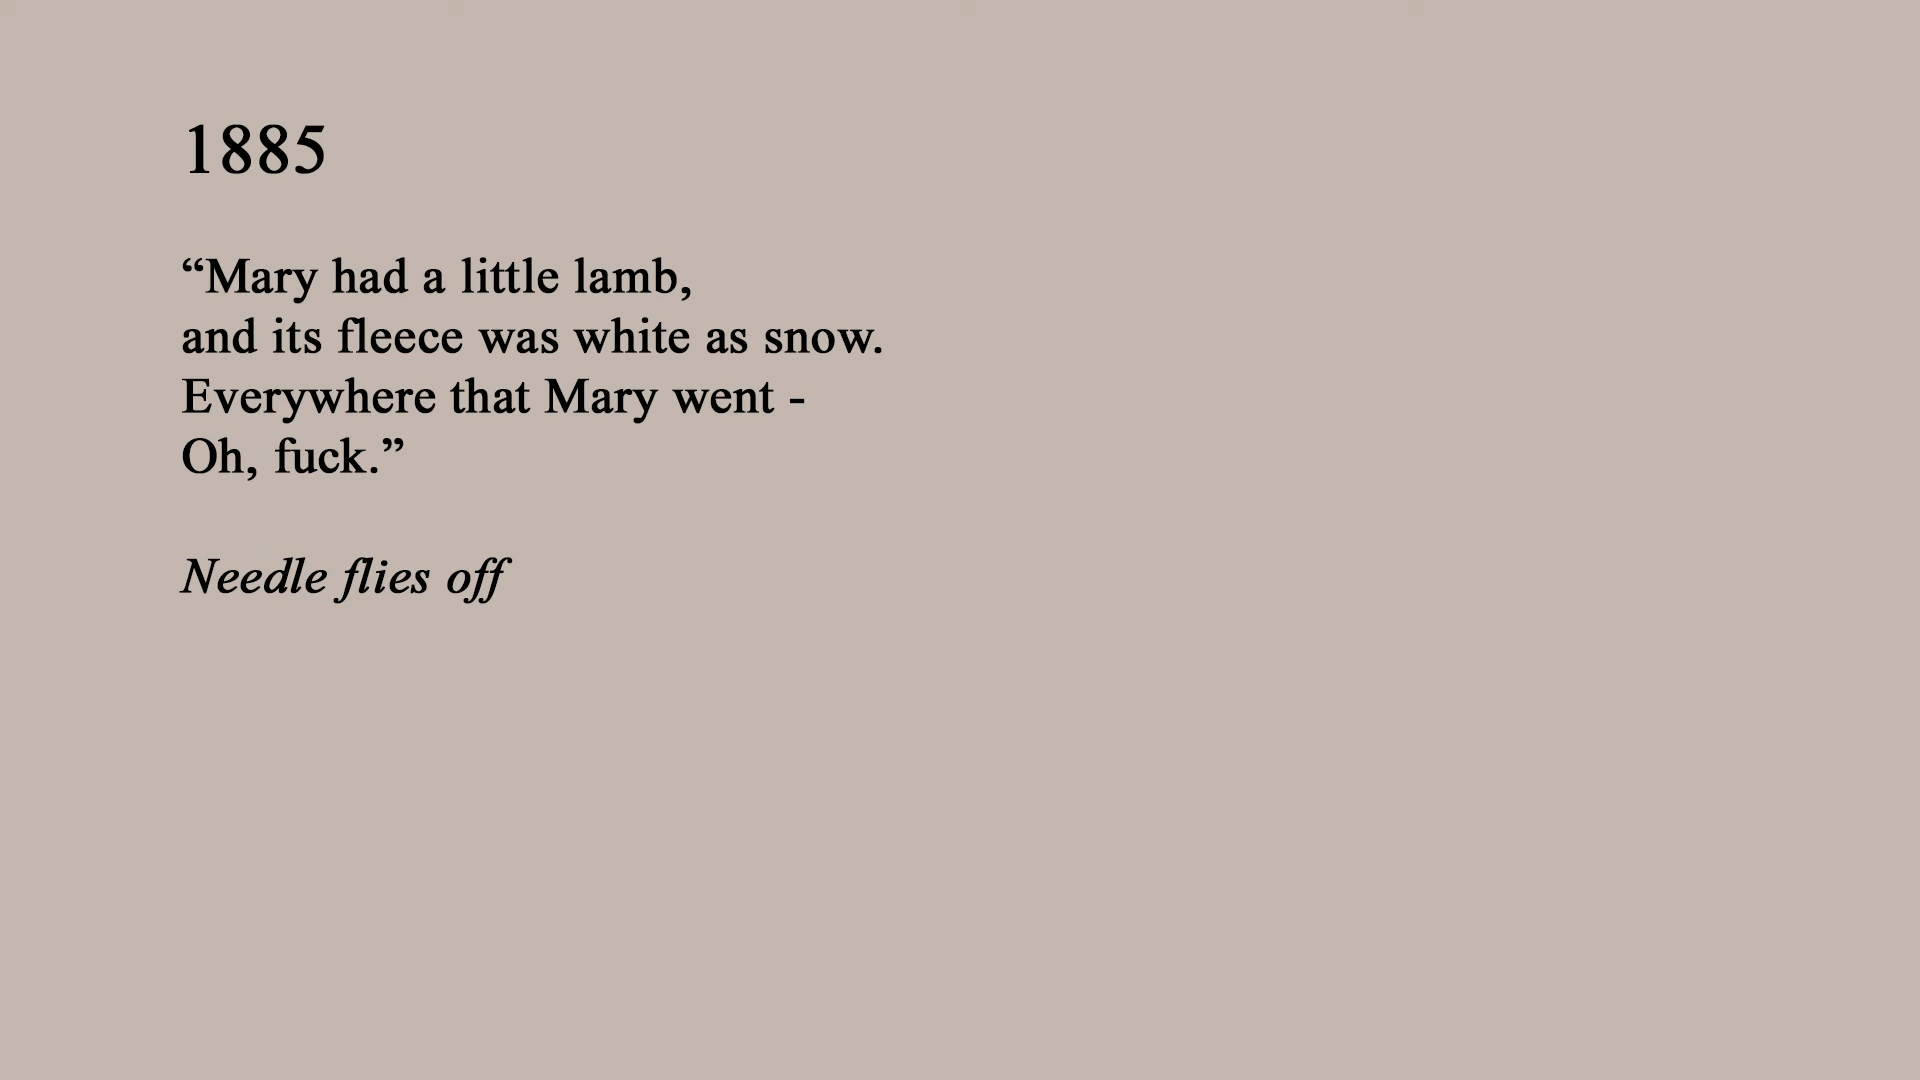 1885
“Mary had a little lamb,
and its fleece was white as snow.
Everywhere that Mary went -
Oh, fuck.”
Needle flies off